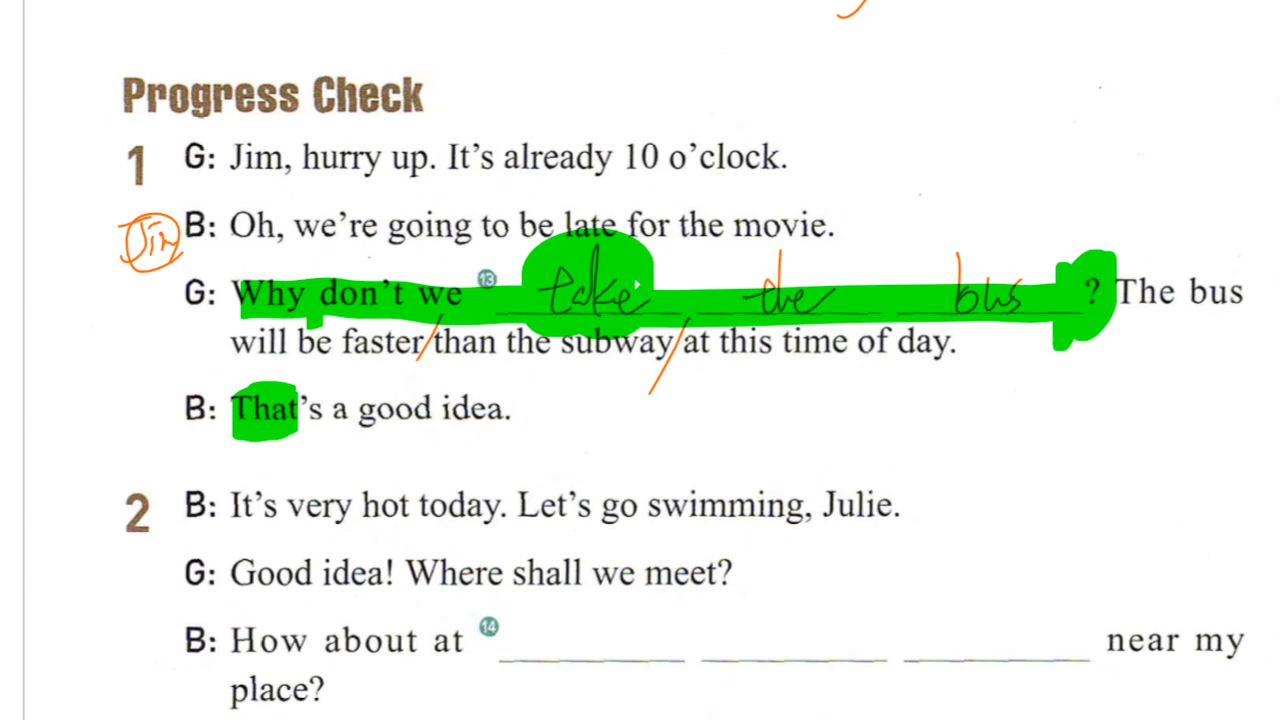 Progress Check
1 G: Jim, hurry up. It's already 10 o'clock.
Jim B: Oh, we're going to be late for the movie.
G: Why don't we ⑬ take the bus ? The bus
will be faster / than the subway / at this time of day.
B: That's a good idea.
2 B: It's very hot today. Let's go swimming, Julie.
G: Good idea! Where shall we meet?
B: How about at ⑭ ___ ___ ___ near my
place?